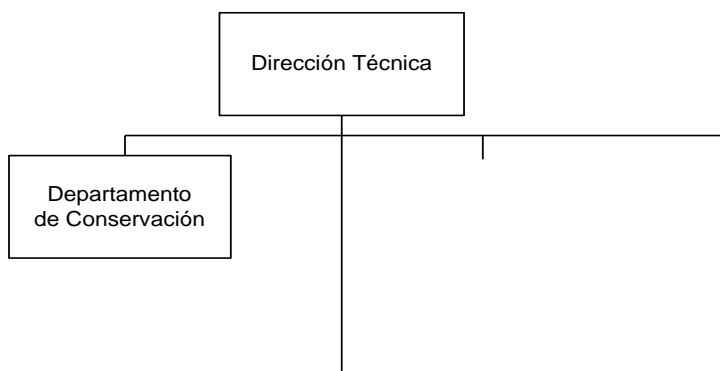 Dirección Técnica
Departamento
de Conservación